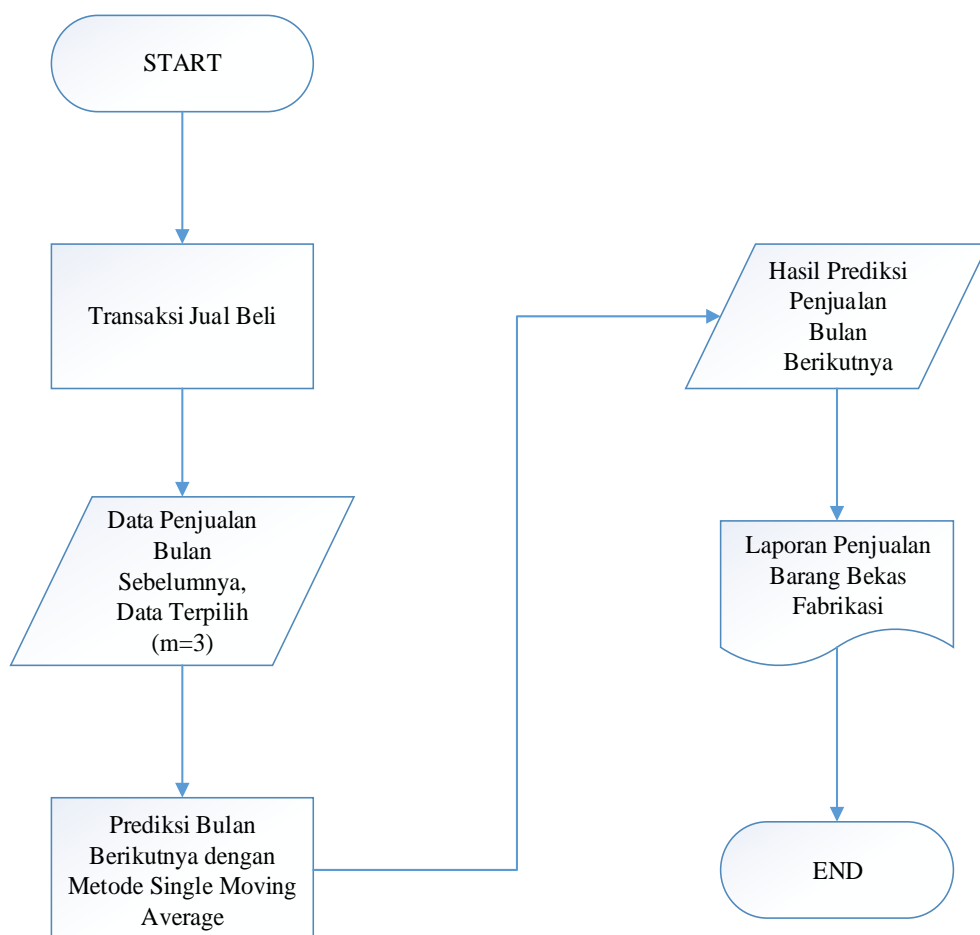 START
Transaksi Jual Beli
Data Penjualan
Bulan
Sebelumnya,
Data Terpilih
(m=3)
Prediksi Bulan
Berikutnya dengan
Metode Single Moving
Average
Hasil Prediksi
Penjualan
Bulan
Berikutnya
Laporan Penjualan
Barang Bekas
Fabrikasi
END